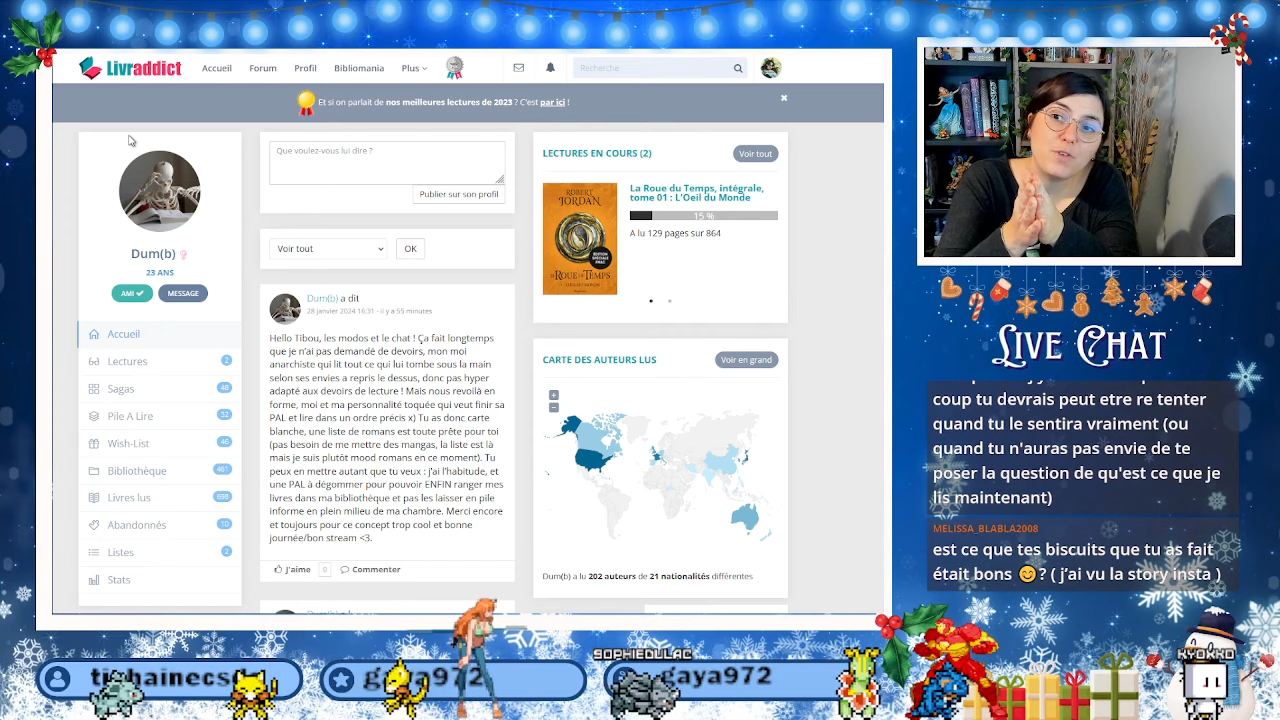 Livraddict
Accueil
Forum
Profil
Bibliomania
Plus
Recherche
Et si on parlait de nos meilleures lectures de 2023 ? C'est par ici !
Dum(b)
23 ANS
AMI
MESSAGE
Accueil
Lectures 2
Sagas 48
Pile A Lire 32
Wish-List 46
Bibliothèque 461
Livres lus 698
Abandonnés 10
Listes 2
Stats
Que voulez-vous lui dire ?
Publier sur son profil
Voir tout
OK
Dum(b) a dit
28 janvier 2024 16:31 - il y a 55 minutes
Hello Tibou, les modos et le chat ! Ça fait longtemps
que je n'ai pas demandé de devoirs, mon moi
anarchiste qui lit tout ce qui lui tombe sous la main
selon ses envies a repris le dessus, donc pas hyper
adapté aux devoirs de lecture ! Mais nous revoilà en
forme, moi et ma personnalité toquée qui veut finir sa
PAL et lire dans un ordre précis x) Tu as donc carte
blanche, une liste de romans est toute prête pour toi
(pas besoin de me mettre des mangas, la liste est là
mais je suis plutôt mood romans en ce moment). Tu
peux en mettre autant que tu veux : j'ai l'habitude, et
une PAL à dégommer pour pouvoir ENFIN ranger mes
livres dans ma bibliothèque et pas les laisser en pile
informe en plein milieu de ma chambre. Merci encore
et toujours pour ce concept trop cool et bonne
journée/bon stream <3.
J'aime 0 Commenter
LECTURES EN COURS (2)
Voir tout
ROBERT
JORDAN
LA ROUE DU TEMPS
La Roue du Temps, intégrale,
tome 01 : L'Oeil du Monde
15 %
A lu 129 pages sur 864
CARTE DES AUTEURS LUS
Voir en grand
+
-
Dum(b) a lu 202 auteurs de 21 nationalités différentes
LIVE CHAT
coup tu devrais peut etre re tenter
quand tu le sentira vraiment (ou
quand tu n'auras pas envie de te
poser la question de qu'est ce que je
lis maintenant)
MELISSA_BLABLA2008
est ce que tes biscuits que tu as fait
était bons 😊? ( j'ai vu la story insta )
gaya972
SOPHIEDULAC
gaya972
KYOKKO